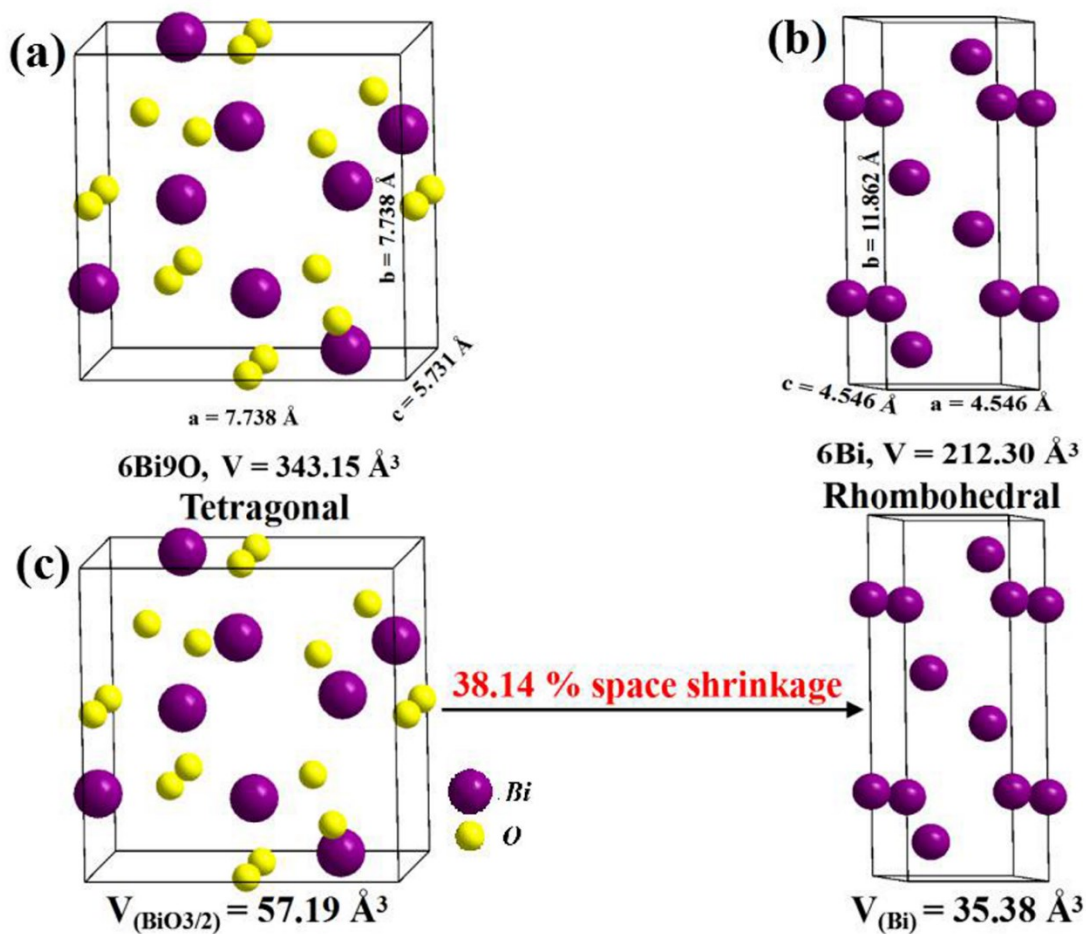 (a)
b = 7.738 Å
c = 5.731 Å
a = 7.738 Å
6Bi9O, V = 343.15 Å³
Tetragonal
(b)
b = 11.862 Å
c = 4.546 Å
a = 4.546 Å
6Bi, V = 212.30 Å³
Rhombohedral
(c)
38.14 % space shrinkage
Bi
O
V(BiO3/2) = 57.19 Å³
V(Bi) = 35.38 Å³